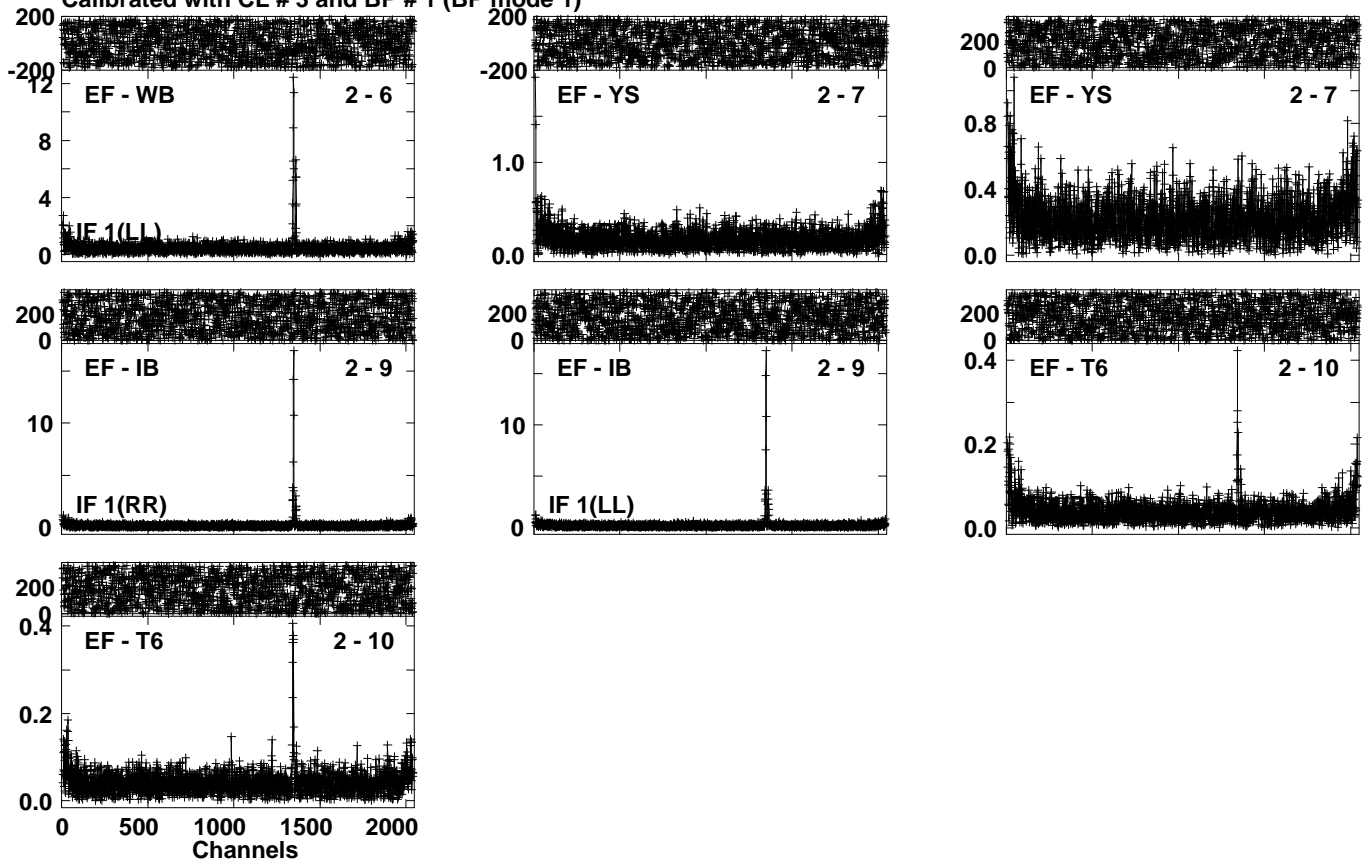 Calibrated with CL # 3 and BP # 1 (BP mode 1)
200
0
-200
12
8
4
0
EF - WB 2 - 6
IF 1(LL)
200
0
-200
1.0
0.0
EF - YS 2 - 7
200
0
0.8
0.4
0.0
EF - YS 2 - 7
200
0
10
0
EF - IB 2 - 9
IF 1(RR)
200
0
10
0
EF - IB 2 - 9
IF 1(LL)
200
0
0.4
0.2
0.0
EF - T6 2 - 10
200
0
0.4
0.2
0.0
EF - T6 2 - 10
0 500 1000 1500 2000
Channels